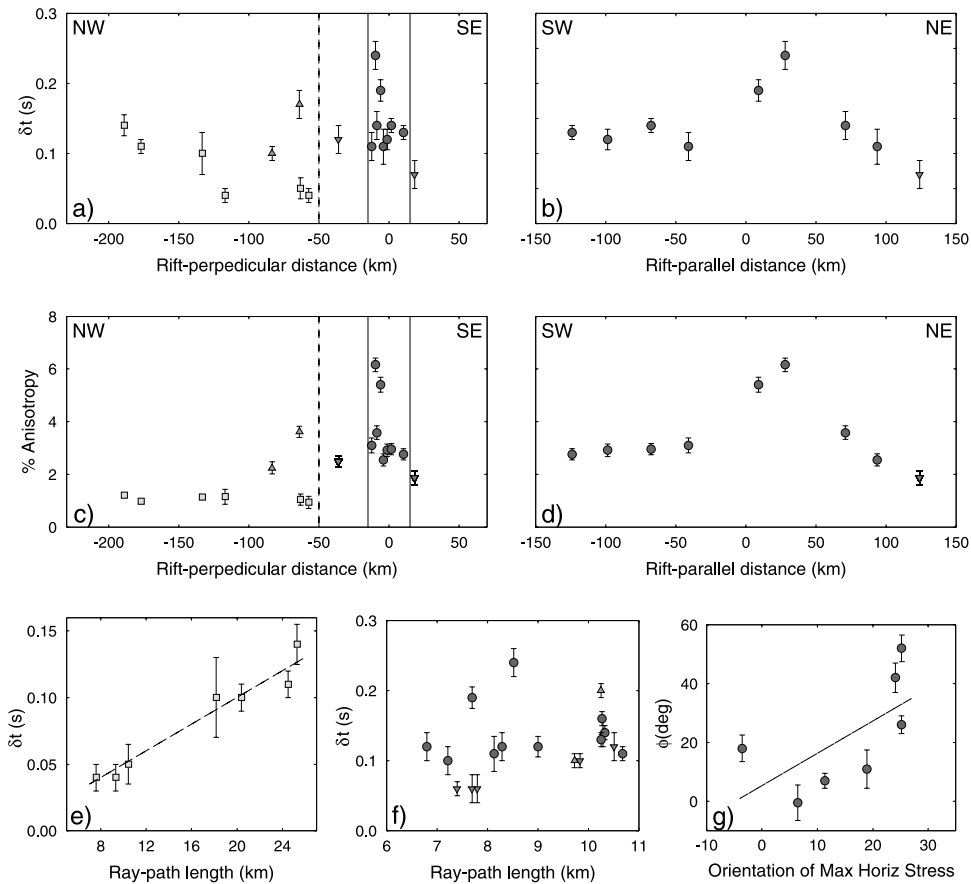 NW SE
0.3
0.2
0.1
0.0
δt (s)
a)
-200 -150 -100 -50 0 50
Rift-perpedicular distance (km)
SW NE
b)
-150 -100 -50 0 50 100 150
Rift-parallel distance (km)
NW SE
8
6
4
2
0
% Anisotropy
c)
-200 -150 -100 -50 0 50
Rift-perpedicular distance (km)
SW NE
d)
-150 -100 -50 0 50 100 150
Rift-parallel distance (km)
0.15
0.10
0.05
0.00
δt (s)
e)
8 12 16 20 24
Ray-path length (km)
0.3
0.2
0.1
0.0
δt (s)
f)
6 7 8 9 10 11
Ray-path length (km)
60
40
20
0
ϕ(deg)
g)
-10 0 10 20 30
Orientation of Max Horiz Stress